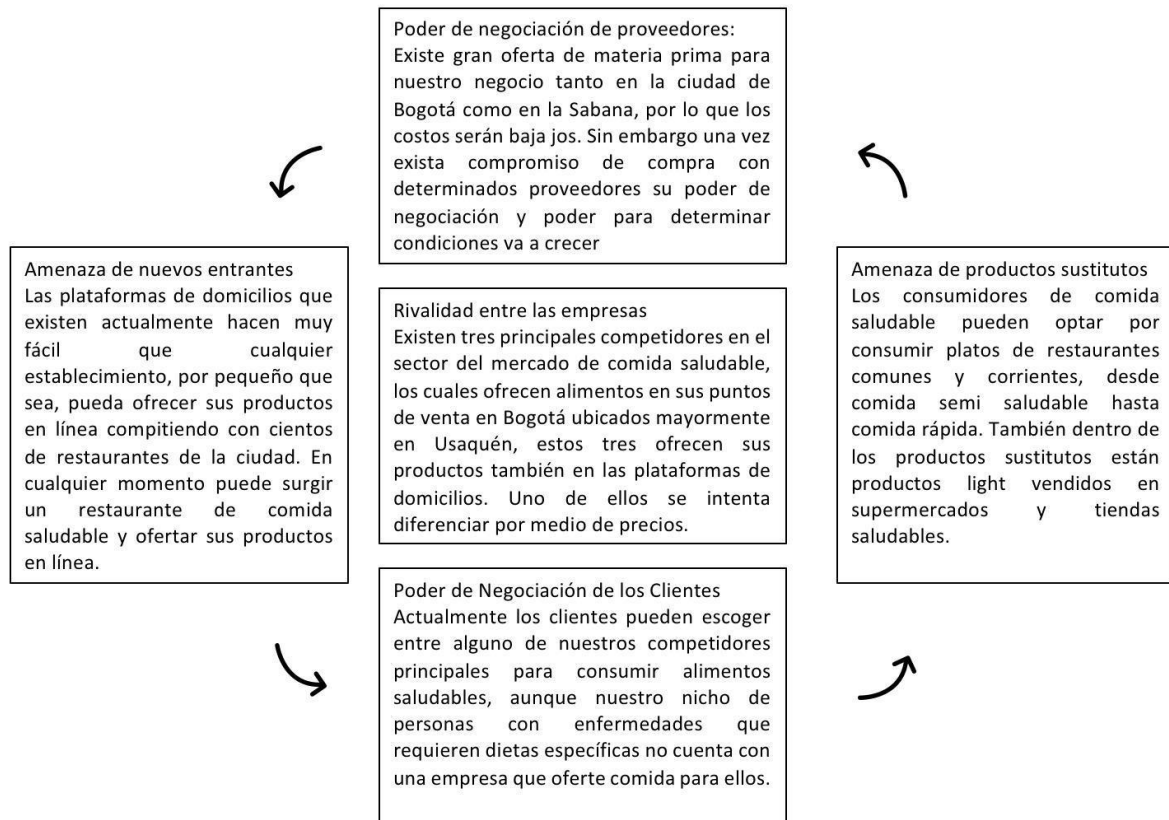 Poder de negociación de proveedores:
Existe gran oferta de materia prima para
nuestro negocio tanto en la ciudad de
Bogotá como en la Sabana, por lo que los
costos serán baja jos. Sin embargo una vez
exista compromiso de compra con
determinados proveedores su poder de
negociación y poder para determinar
condiciones va a crecer
Amenaza de nuevos entrantes
Las plataformas de domicilios que
existen actualmente hacen muy
fácil que cualquier
establecimiento, por pequeño que
sea, pueda ofrecer sus productos
en línea compitiendo con cientos
de restaurantes de la ciudad. En
cualquier momento puede surgir
un restaurante de comida
saludable y ofertar sus productos
en línea.
Rivalidad entre las empresas
Existen tres principales competidores en el
sector del mercado de comida saludable,
los cuales ofrecen alimentos en sus puntos
de venta en Bogotá ubicados mayormente
en Usaquén, estos tres ofrecen sus
productos también en las plataformas de
domicilios. Uno de ellos se intenta
diferenciar por medio de precios.
Amenaza de productos sustitutos
Los consumidores de comida
saludable pueden optar por
consumir platos de restaurantes
comunes y corrientes, desde
comida semi saludable hasta
comida rápida. También dentro de
los productos sustitutos están
productos light vendidos en
supermercados y tiendas
saludables.
Poder de Negociación de los Clientes
Actualmente los clientes pueden escoger
entre alguno de nuestros competidores
principales para consumir alimentos
saludables, aunque nuestro nicho de
personas con enfermedades que
requieren dietas específicas no cuenta con
una empresa que oferte comida para ellos.